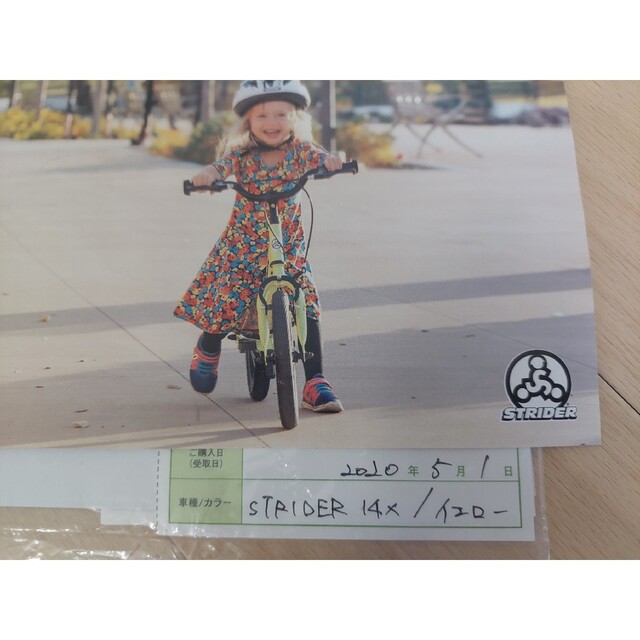 STRIDER
ご購入日
(受取日)
2020 年 5 月 1 日
車種/カラー
STRIDER 14x / イエロー